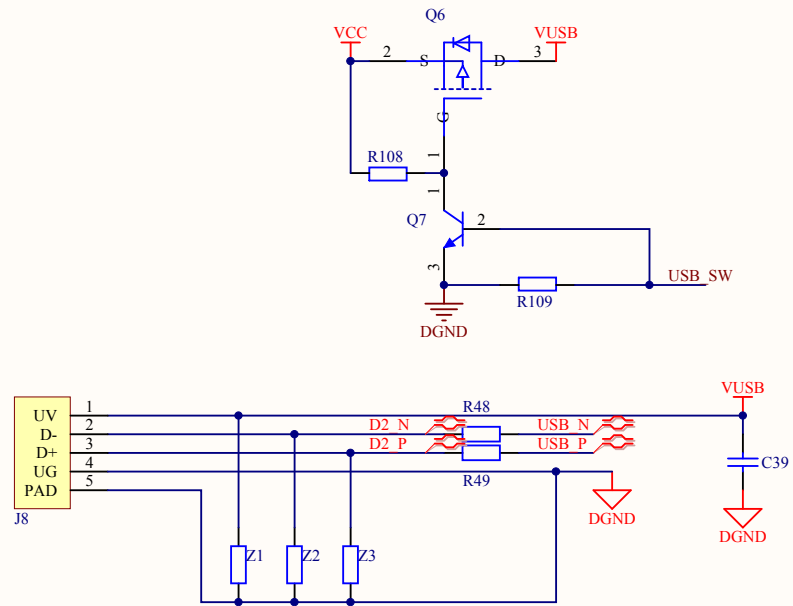 Q6
VCC
VUSB
2
S
D
3
G
1
R108
1
Q7
2
3
USB_SW
R109
DGND
VUSB
UV
1
R48
D-
2
D2_N
USB_N
D+
3
D2_P
USB_P
UG
4
R49
C39
PAD
5
J8
DGND
DGND
Z1
Z2
Z3